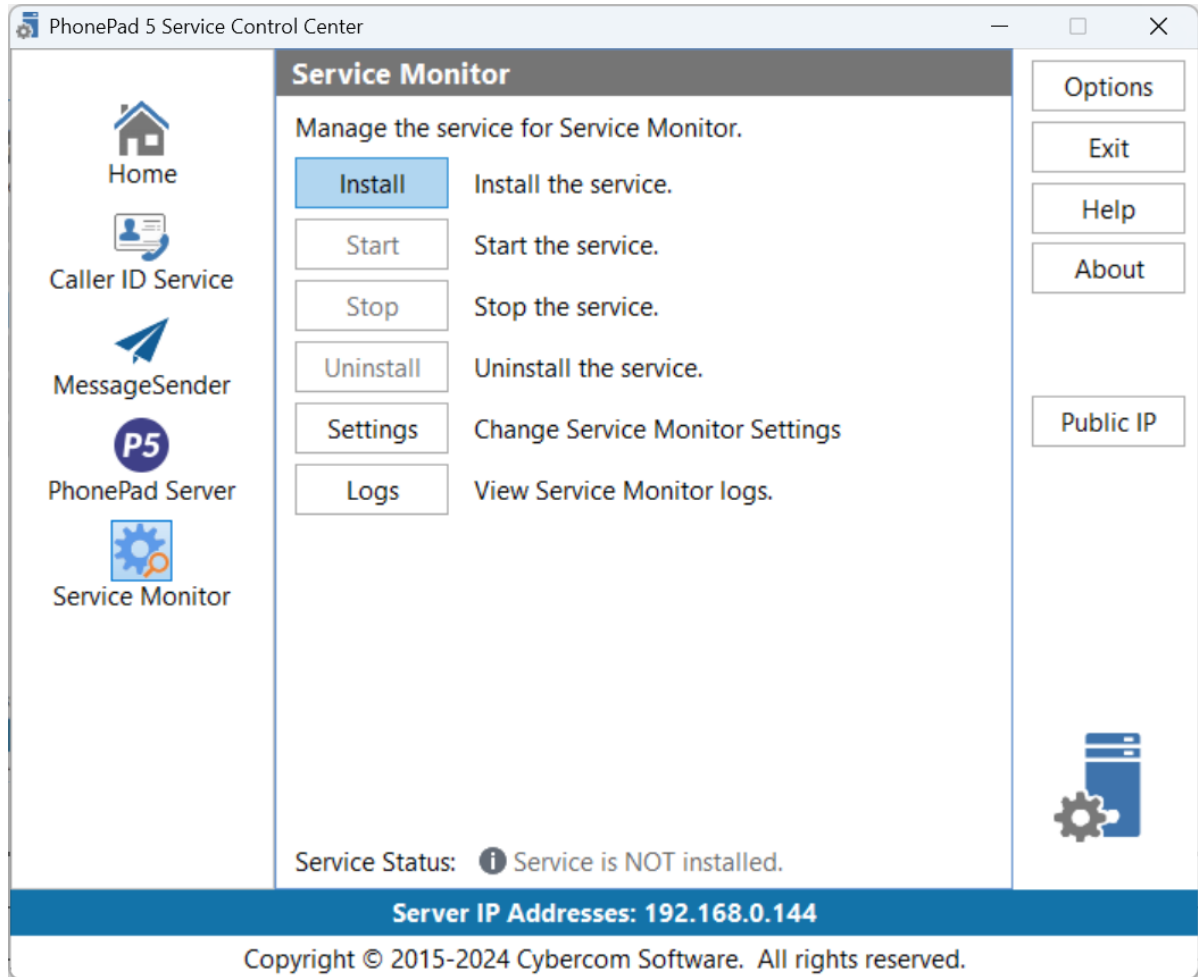 PhonePad 5 Service Control Center
Home
Caller ID Service
MessageSender
P5
PhonePad Server
Service Monitor
Service Monitor
Manage the service for Service Monitor.
Install Install the service.
Start Start the service.
Stop Stop the service.
Uninstall Uninstall the service.
Settings Change Service Monitor Settings
Logs View Service Monitor logs.
Service Status: Service is NOT installed.
Options
Exit
Help
About
Public IP
Server IP Addresses: 192.168.0.144
Copyright © 2015-2024 Cybercom Software. All rights reserved.